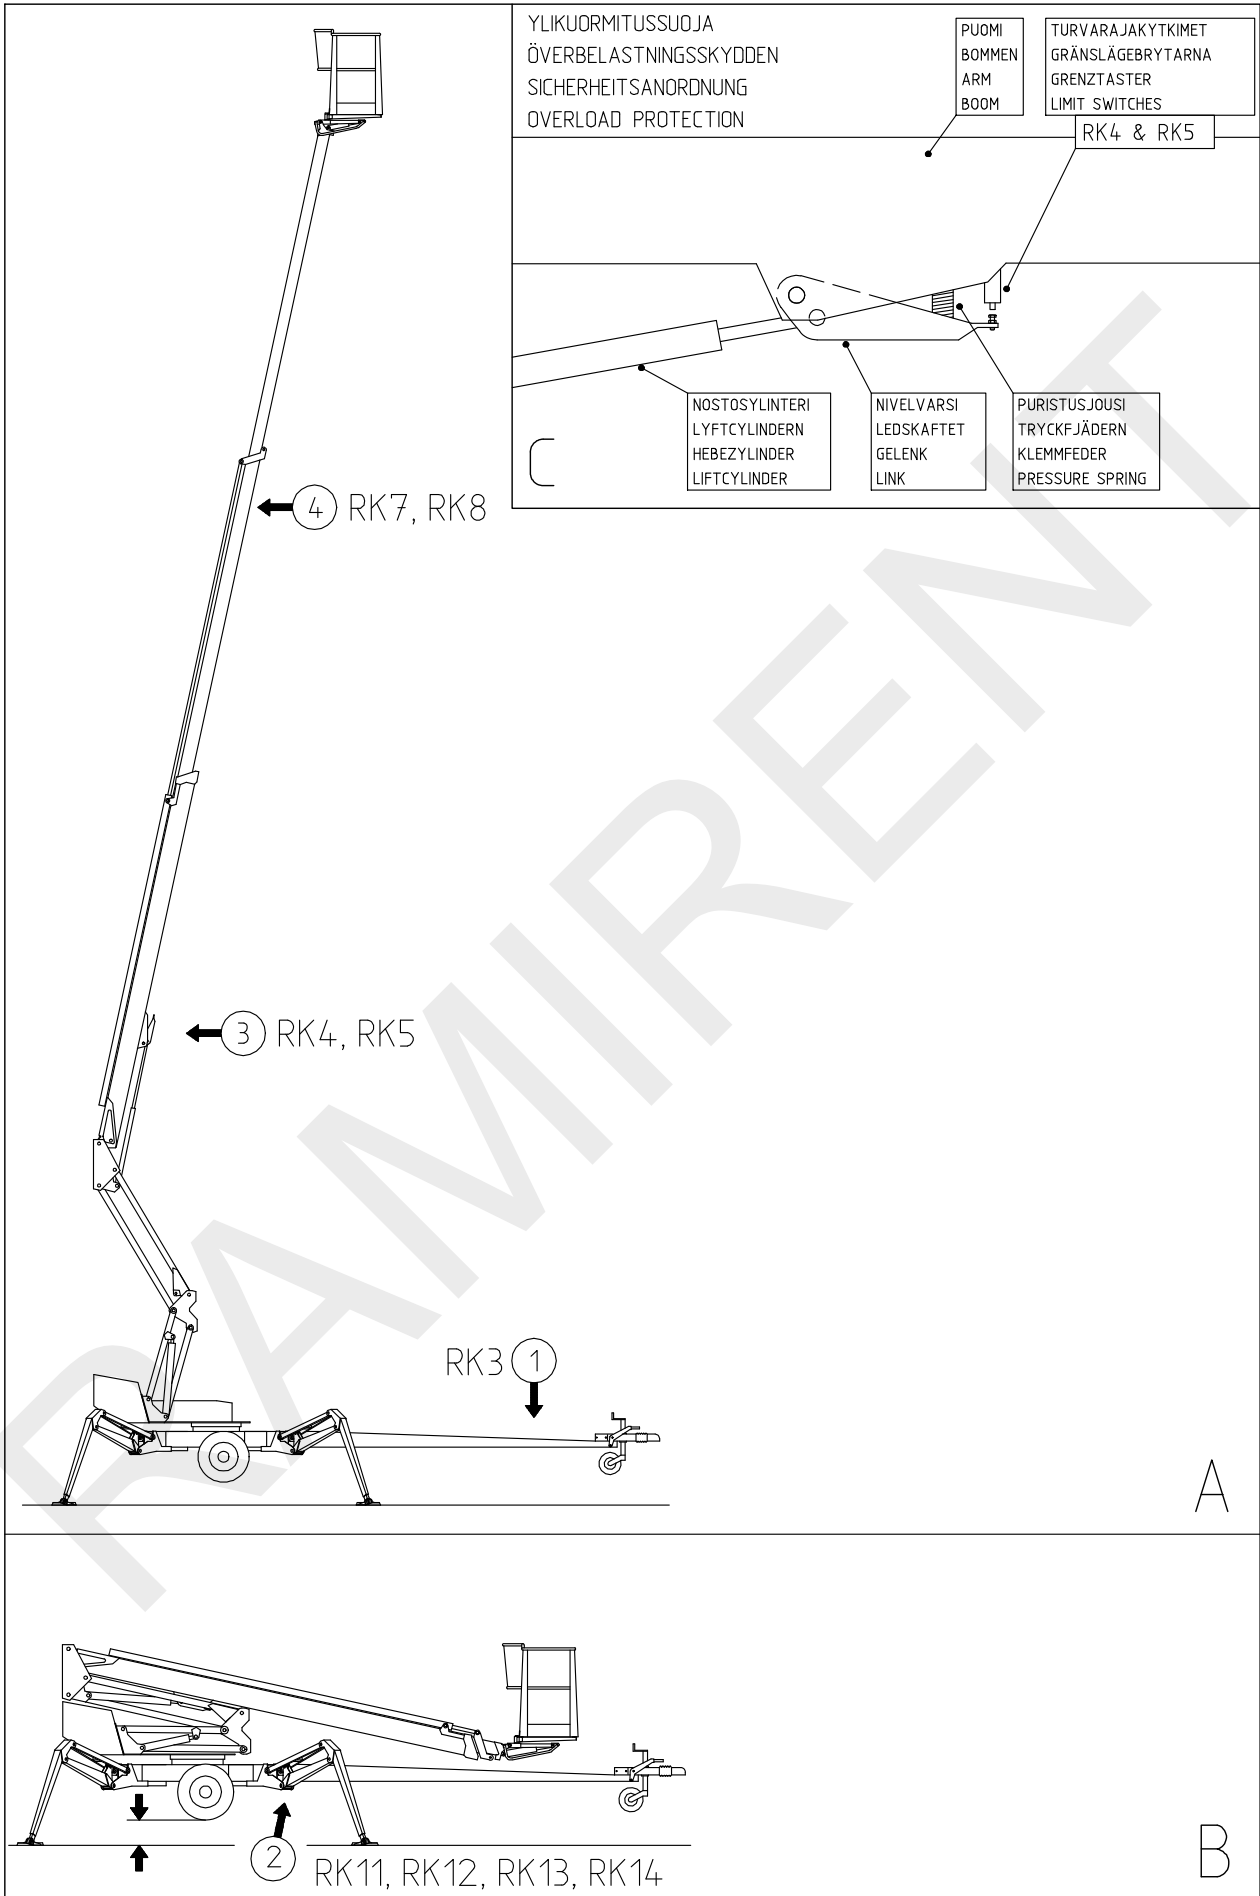 YLIKUORMITUSSUOJA
ÖVERBELASTNINGSSKYDDEN
SICHERHEITSANORDNUNG
OVERLOAD PROTECTION
PUOMI
BOMMEN
ARM
BOOM
TURVARAJAKYTKIMET
GRÄNSLÄGEBRYTARNA
GRENZTASTER
LIMIT SWITCHES
RK4 & RK5
NOSTOSYLINTERI
LYFTCYLINDERN
HEBEZYLINDER
LIFTCYLINDER
NIVELVARSI
LEDSKAFTET
GELENK
LINK
PURISTUSJOUSI
TRYCKFJÄDERN
KLEMMFEDER
PRESSURE SPRING
C
4 RK7, RK8
3 RK4, RK5
RK3 1
A
2 RK11, RK12, RK13, RK14
B
RAMIRENT